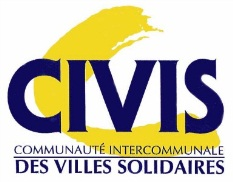 CIVIS
COMMUNAUTÉ INTERCOMMUNALE
DES VILLES SOLIDAIRES